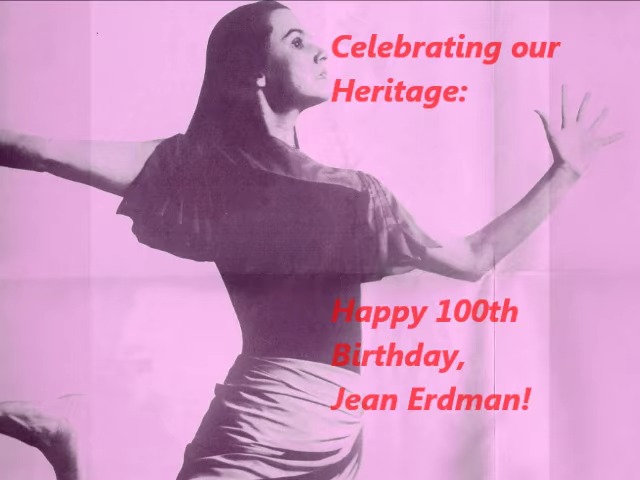 Celebrating our
Heritage:
Happy 100th
Birthday,
Jean Erdman!